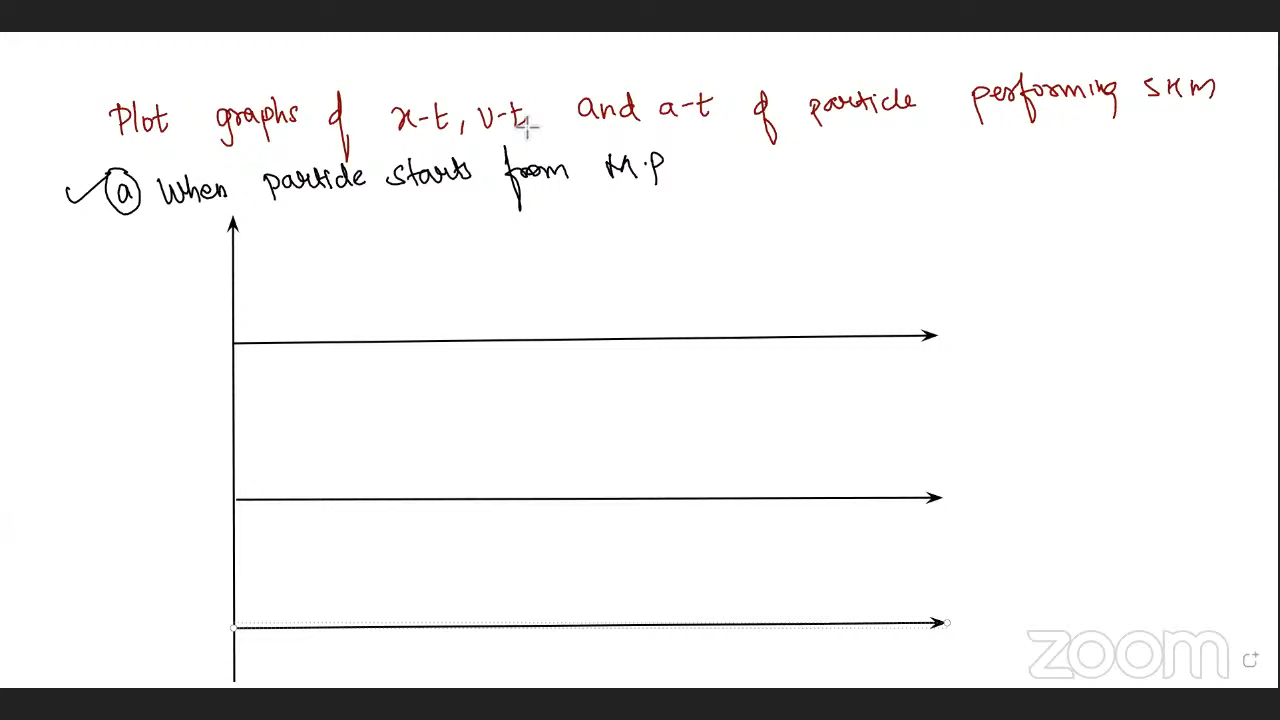 Plot graphs of x-t, v-t and a-t of particle performing SHM
(a) When particle starts from M.P
zoom